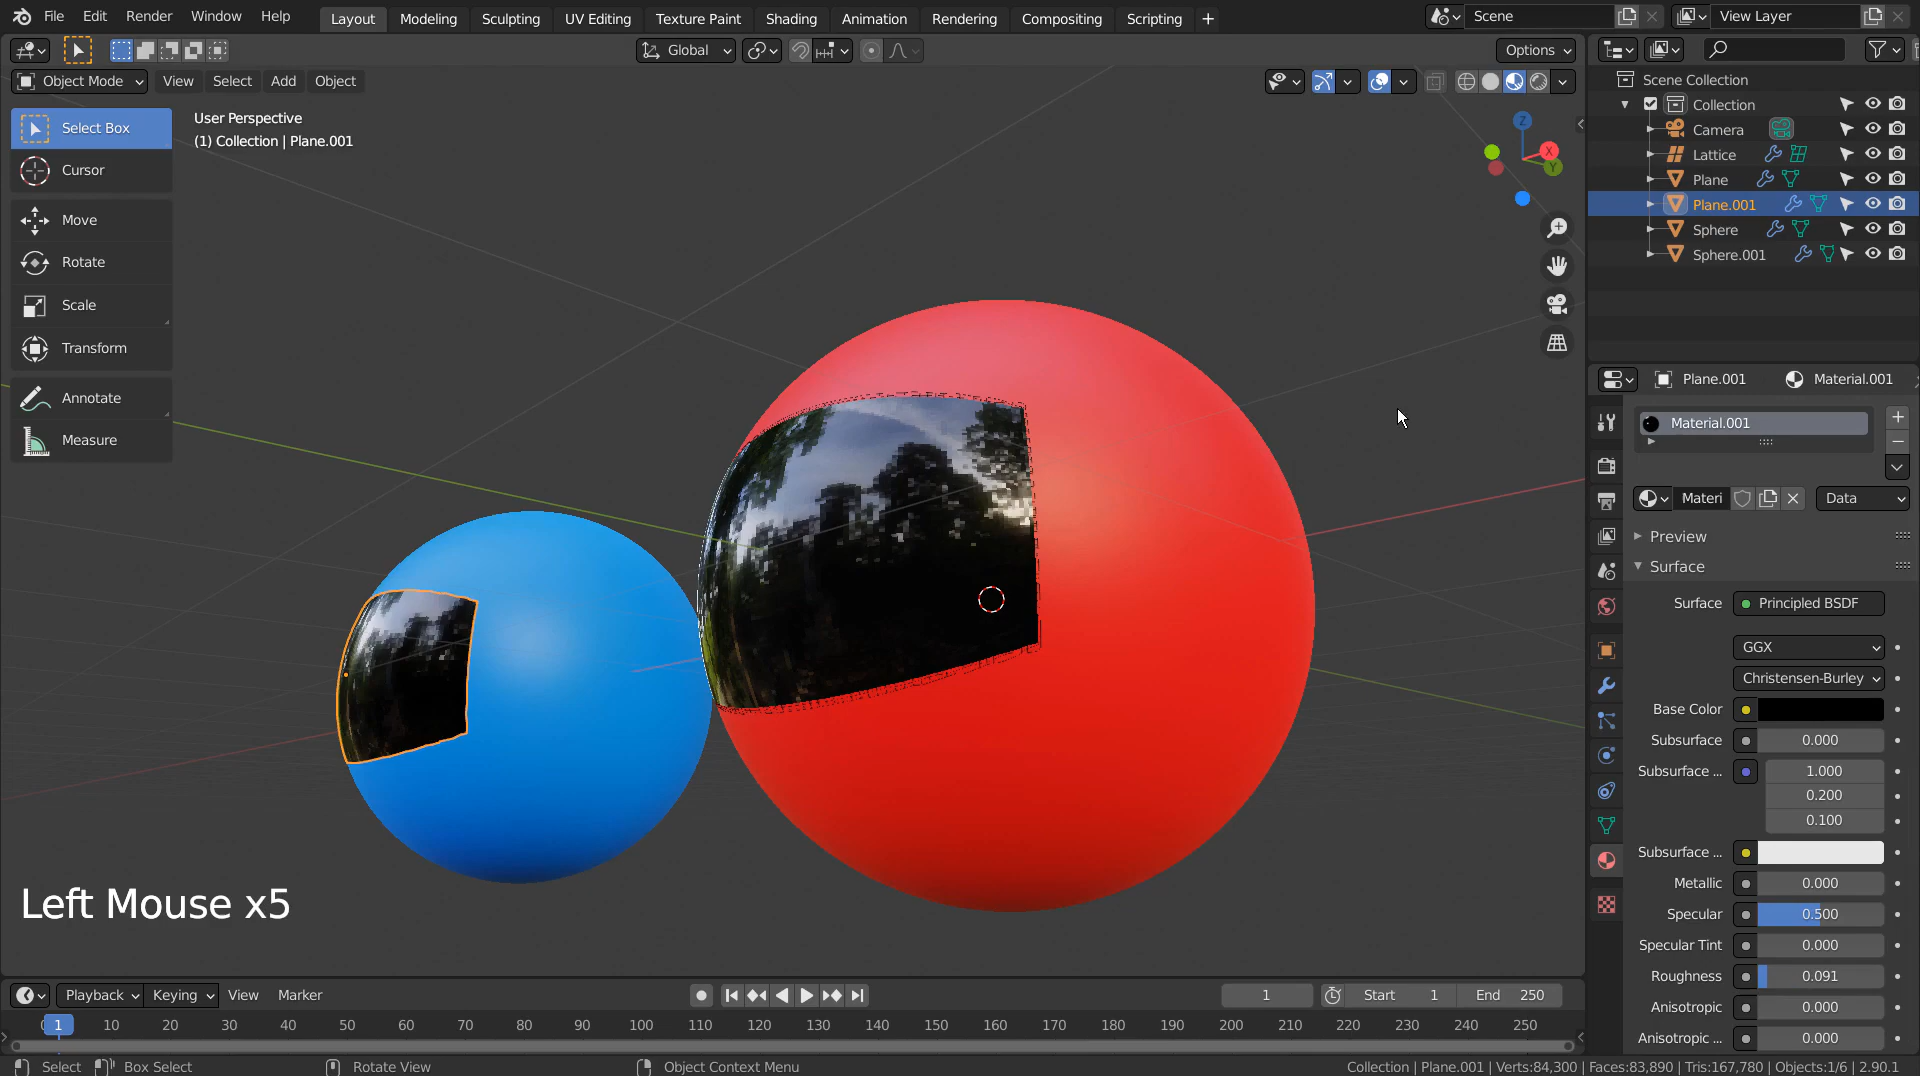 File Edit Render Window Help Layout Modeling Sculpting UV Editing Texture Paint Shading Animation Rendering Compositing Scripting + Scene View Layer
Global Options
Object Mode View Select Add Object
Select Box
Cursor
Move
Rotate
Scale
Transform
Annotate
Measure
User Perspective
(1) Collection | Plane.001
Z
X
Y
Left Mouse x5
Scene Collection
Collection
Camera
Lattice
Plane
Plane.001
Sphere
Sphere.001
Plane.001 Material.001
Material.001
Materi Data
Preview
Surface
Surface Principled BSDF
GGX
Christensen-Burley
Base Color
Subsurface 0.000
Subsurface ... 1.000
0.200
0.100
Subsurface ...
Metallic 0.000
Specular 0.500
Specular Tint 0.000
Roughness 0.091
Anisotropic 0.000
Anisotropic ... 0.000
Playback Keying View Marker 1 Start 1 End 250
1 10 20 30 40 50 60 70 80 90 100 110 120 130 140 150 160 170 180 190 200 210 220 230 240 250
Select Box Select Rotate View Object Context Menu Collection | Plane.001 | Verts:84,300 | Faces:83,890 | Tris:167,780 | Objects:1/6 | 2.90.1